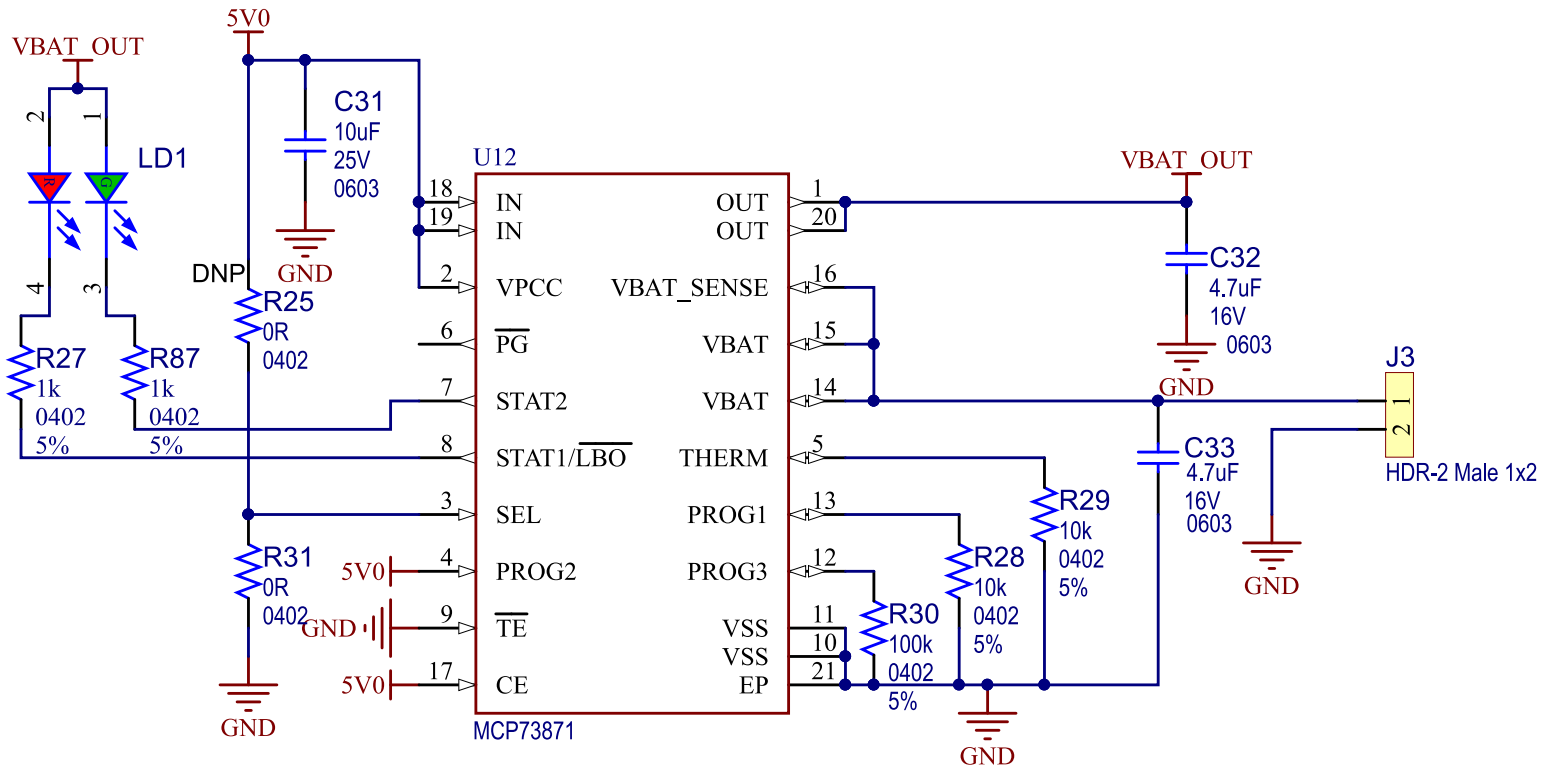 5V0
VBAT_OUT
2
1
LD1
R
G
4
3
C31
10uF
25V
0603
GND
DNP
R25
0R
0402
R27
1k
0402
5%
R87
1k
0402
5%
R31
0R
0402
GND
U12
18
IN
19
IN
2
VPCC
6
PG
7
STAT2
8
STAT1/LBO
3
SEL
5V0
4
PROG2
GND
9
TE
5V0
17
CE
MCP73871
OUT
1
OUT
20
VBAT_SENSE
16
VBAT
15
VBAT
14
THERM
5
PROG1
13
PROG3
12
VSS
11
VSS
10
EP
21
VBAT_OUT
C32
4.7uF
16V
0603
GND
J3
1
2
HDR-2 Male 1x2
GND
C33
4.7uF
16V
0603
R29
10k
0402
5%
R28
10k
0402
5%
R30
100k
0402
5%
GND